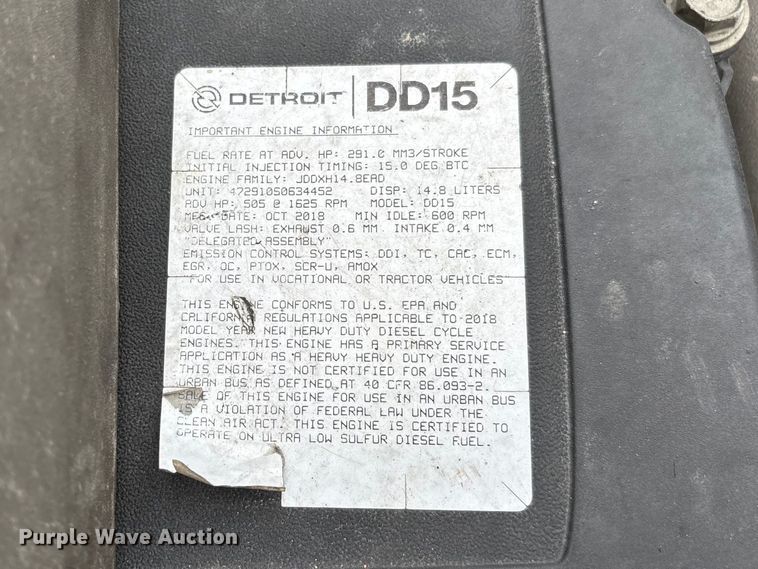 DETROIT DD15
IMPORTANT ENGINE INFORMATION
FUEL RATE AT ADV. HP: 291.0 MM3/STROKE
INITIAL INJECTION TIMING: 15.0 DEG BTC
ENGINE FAMILY: JDDXH14.8EAD
UNIT: 472910S0634452 DISP: 14.8 LITERS
ADV HP: 505 @ 1625 RPM MODEL: DD15
MFG DATE: OCT 2018 MIN IDLE: 600 RPM
VALVE LASH: EXHAUST 0.6 MM INTAKE 0.4 MM
"DELEGATED ASSEMBLY"
EMISSION CONTROL SYSTEMS: DDI, TC, CAC, ECM,
EGR, OC, PTOX, SCR-U, AMOX
"FOR USE IN VOCATIONAL OR TRACTOR VEHICLES"
THIS ENGINE CONFORMS TO U.S. EPA AND
CALIFORNIA REGULATIONS APPLICABLE TO 2018
MODEL YEAR NEW HEAVY DUTY DIESEL CYCLE
ENGINES. THIS ENGINE HAS A PRIMARY SERVICE
APPLICATION AS A HEAVY HEAVY DUTY ENGINE.
THIS ENGINE IS NOT CERTIFIED FOR USE IN AN
URBAN BUS AS DEFINED AT 40 CFR 86.093-2.
SALE OF THIS ENGINE FOR USE IN AN URBAN BUS
IS A VIOLATION OF FEDERAL LAW UNDER THE
CLEAN AIR ACT. THIS ENGINE IS CERTIFIED TO
OPERATE ON ULTRA LOW SULFUR DIESEL FUEL.
Purple Wave Auction